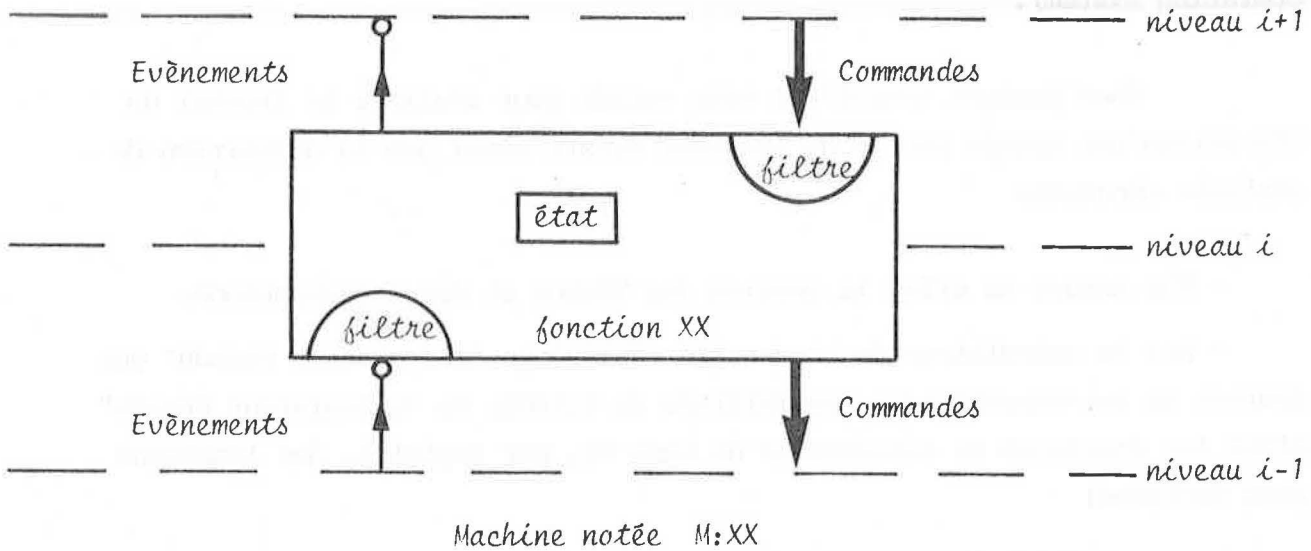 niveau i+1
Evènements
Commandes
filtre
état
niveau i
filtre
fonction XX
Evènements
Commandes
niveau i-1
Machine notée M:XX